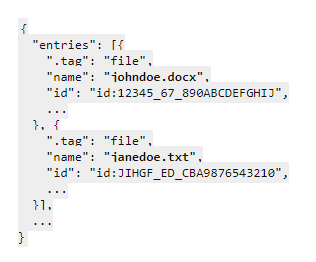 {
"entries": [{
".tag": "file",
"name": "johndoe.docx",
"id": "id:12345_67_890ABCDEFGHIJ",
...
}, {
".tag": "file",
"name": "janedoe.txt",
"id": "id:JIHGF_ED_CBA9876543210",
...
}],
...
}